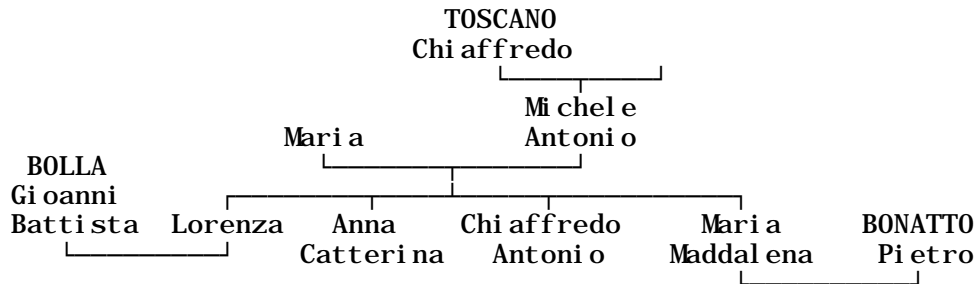 TOSCANO
Chiaffredo
Michele
Maria Antonio
BOLLA
Gioanni
Battista Lorenza Anna Chiaffredo Maria BONATTO
Catterina Antonio Maddalena Pietro